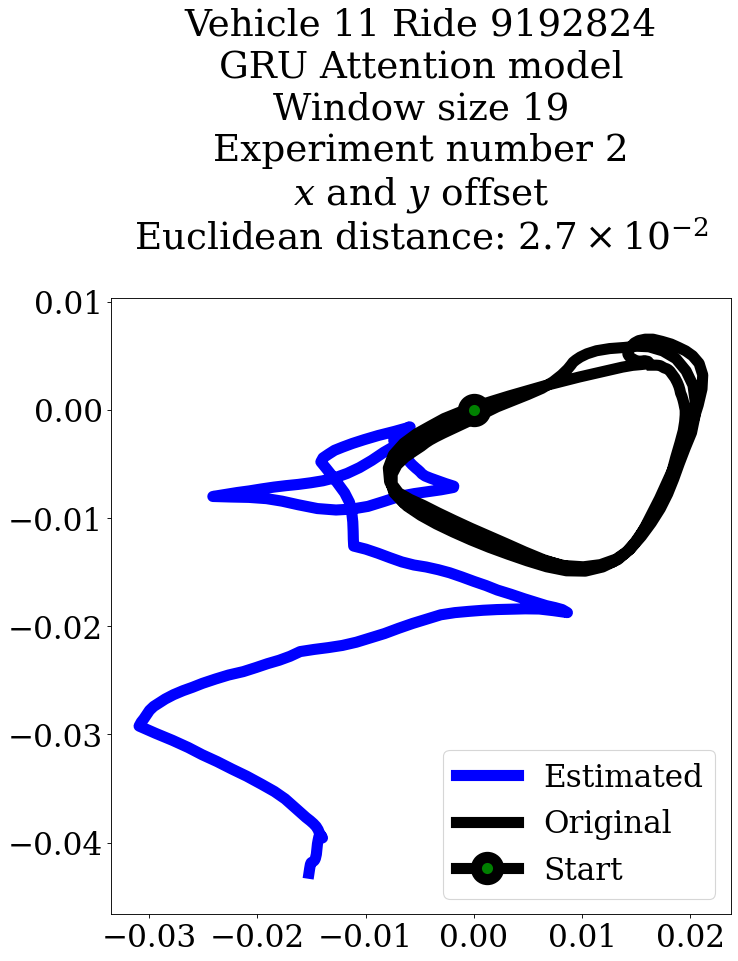 Vehicle 11 Ride 9192824
GRU Attention model
Window size 19
Experiment number 2
x and y offset
Euclidean distance: 2.7 × 10⁻²
0.01
0.00
−0.01
−0.02
−0.03
−0.04
Estimated
Original
Start
−0.03 −0.02 −0.01 0.00 0.01 0.02